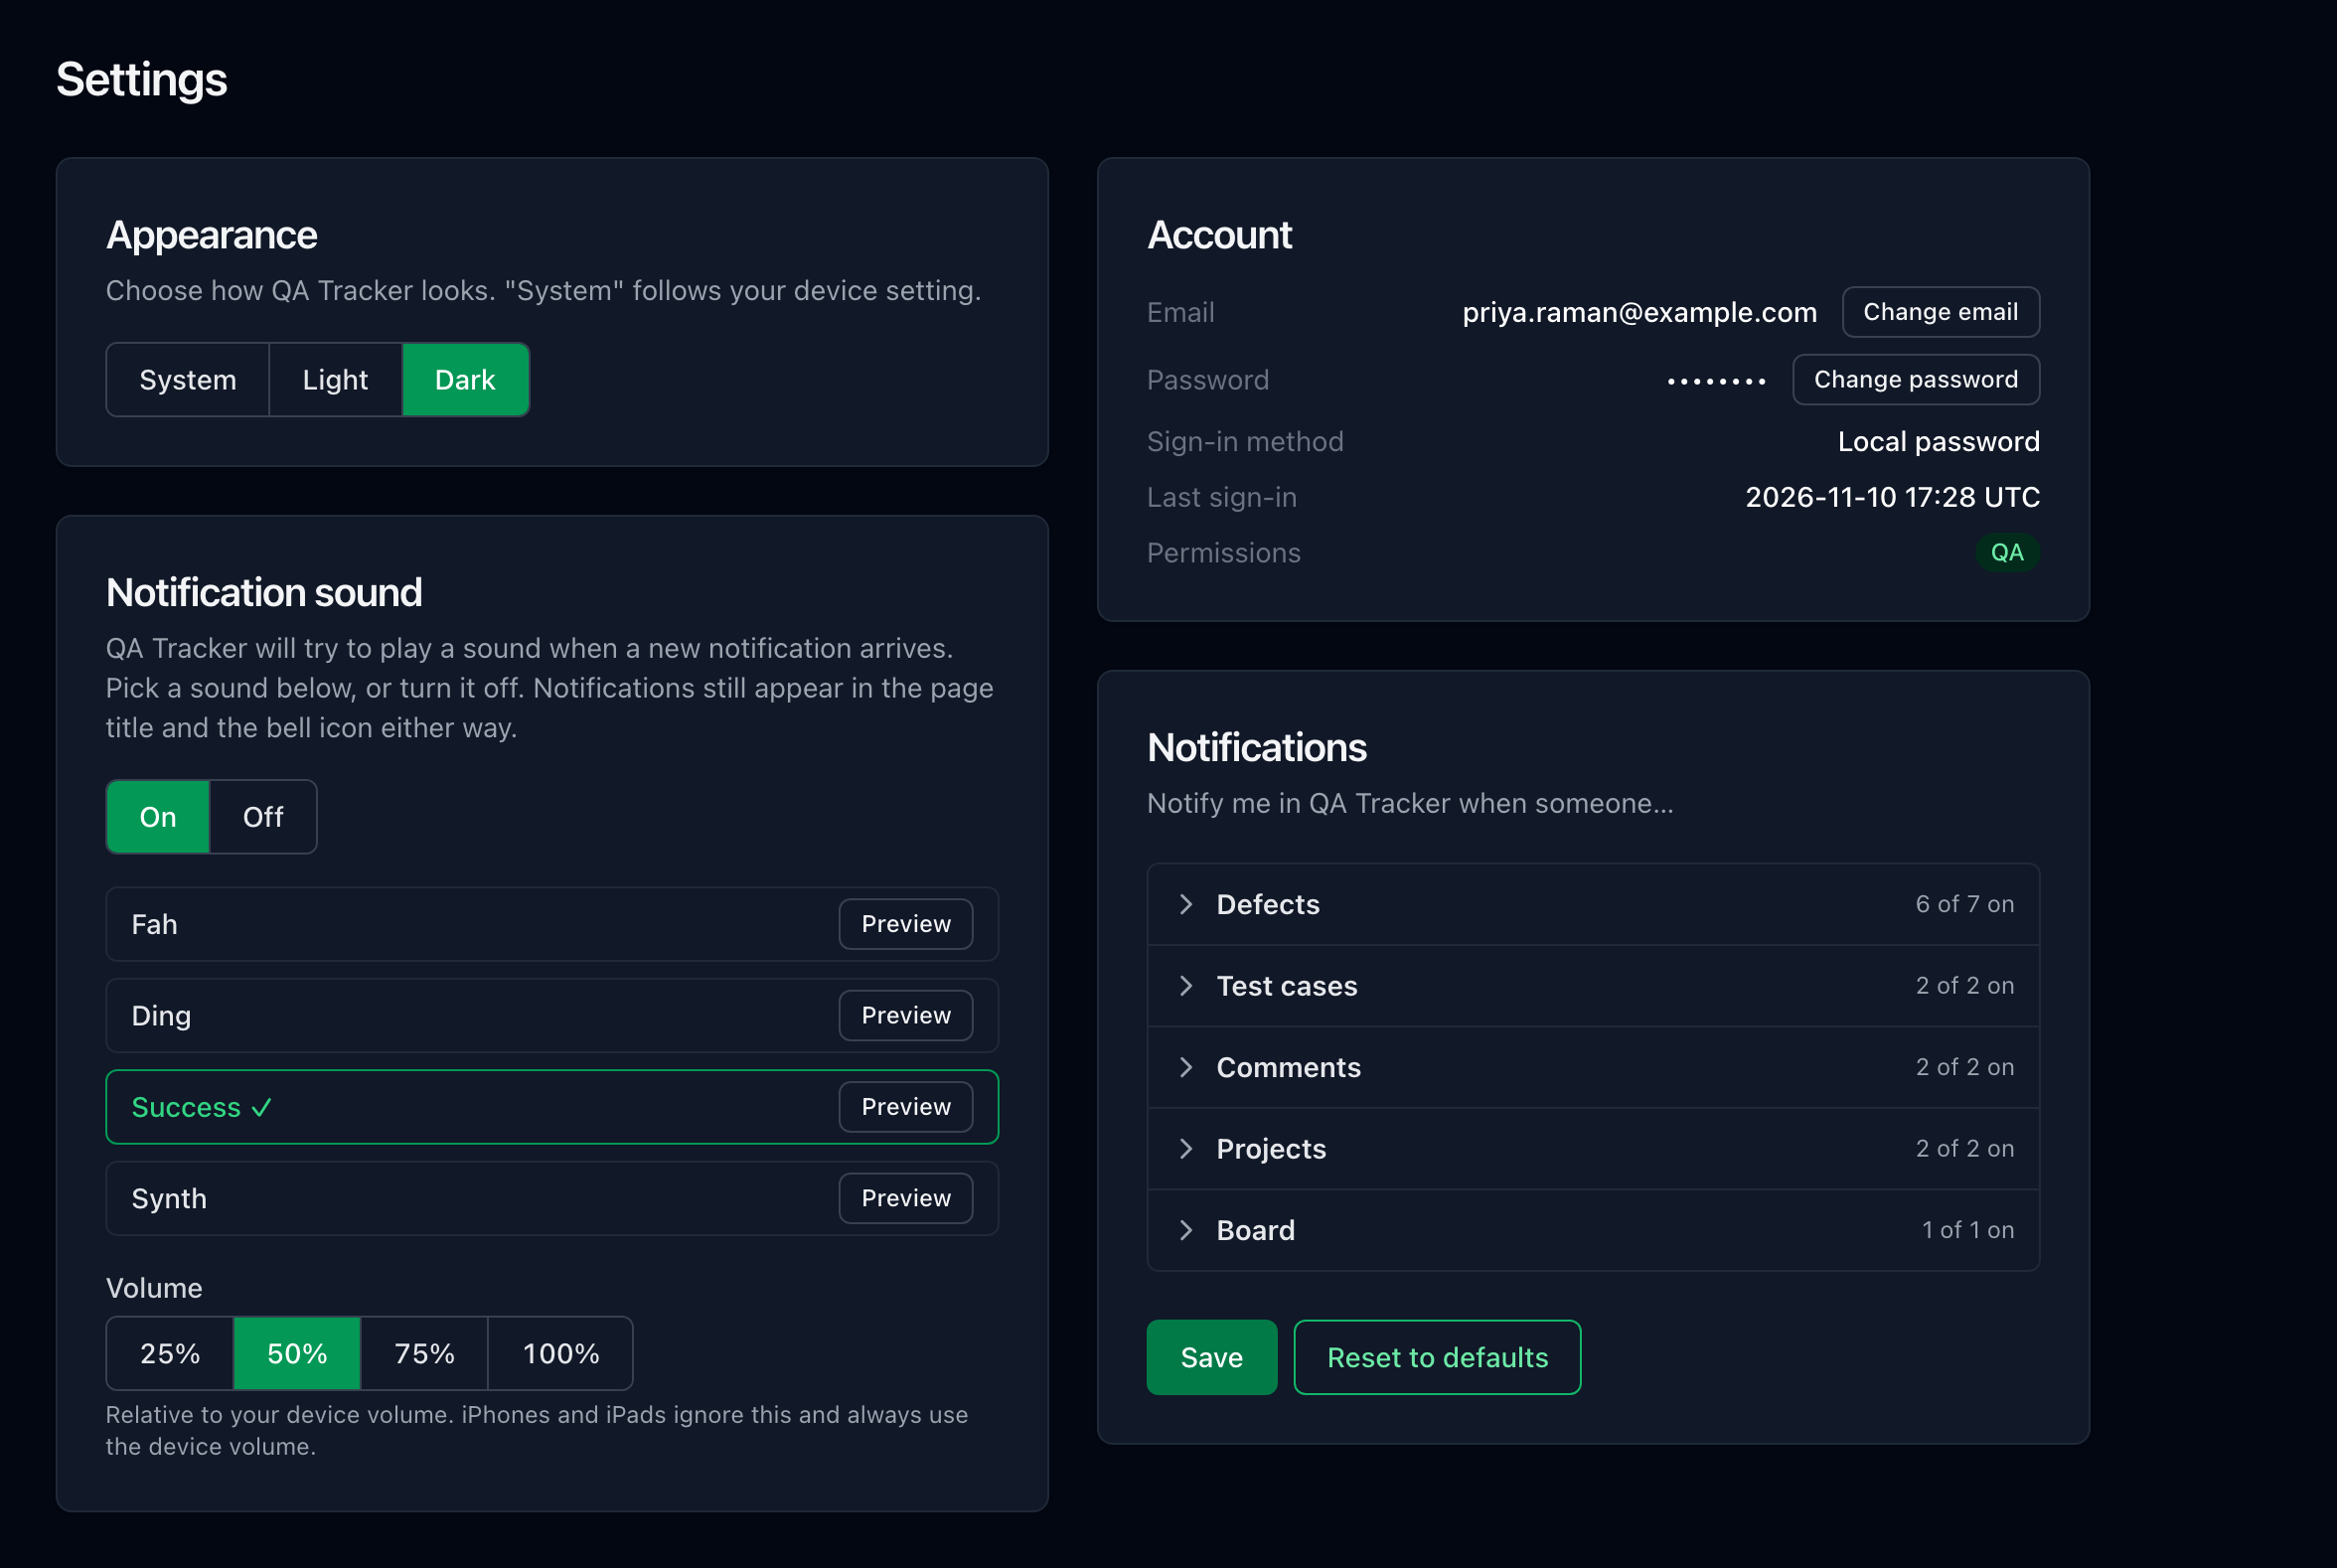 Settings
Appearance
Choose how QA Tracker looks. "System" follows your device setting.
System Light Dark
Notification sound
QA Tracker will try to play a sound when a new notification arrives.
Pick a sound below, or turn it off. Notifications still appear in the page
title and the bell icon either way.
On Off
Fah Preview
Ding Preview
Success ✓ Preview
Synth Preview
Volume
25% 50% 75% 100%
Relative to your device volume. iPhones and iPads ignore this and always use
the device volume.
Account
Email priya.raman@example.com Change email
Password •••••••• Change password
Sign-in method Local password
Last sign-in 2026-11-10 17:28 UTC
Permissions QA
Notifications
Notify me in QA Tracker when someone…
Defects 6 of 7 on
Test cases 2 of 2 on
Comments 2 of 2 on
Projects 2 of 2 on
Board 1 of 1 on
Save Reset to defaults